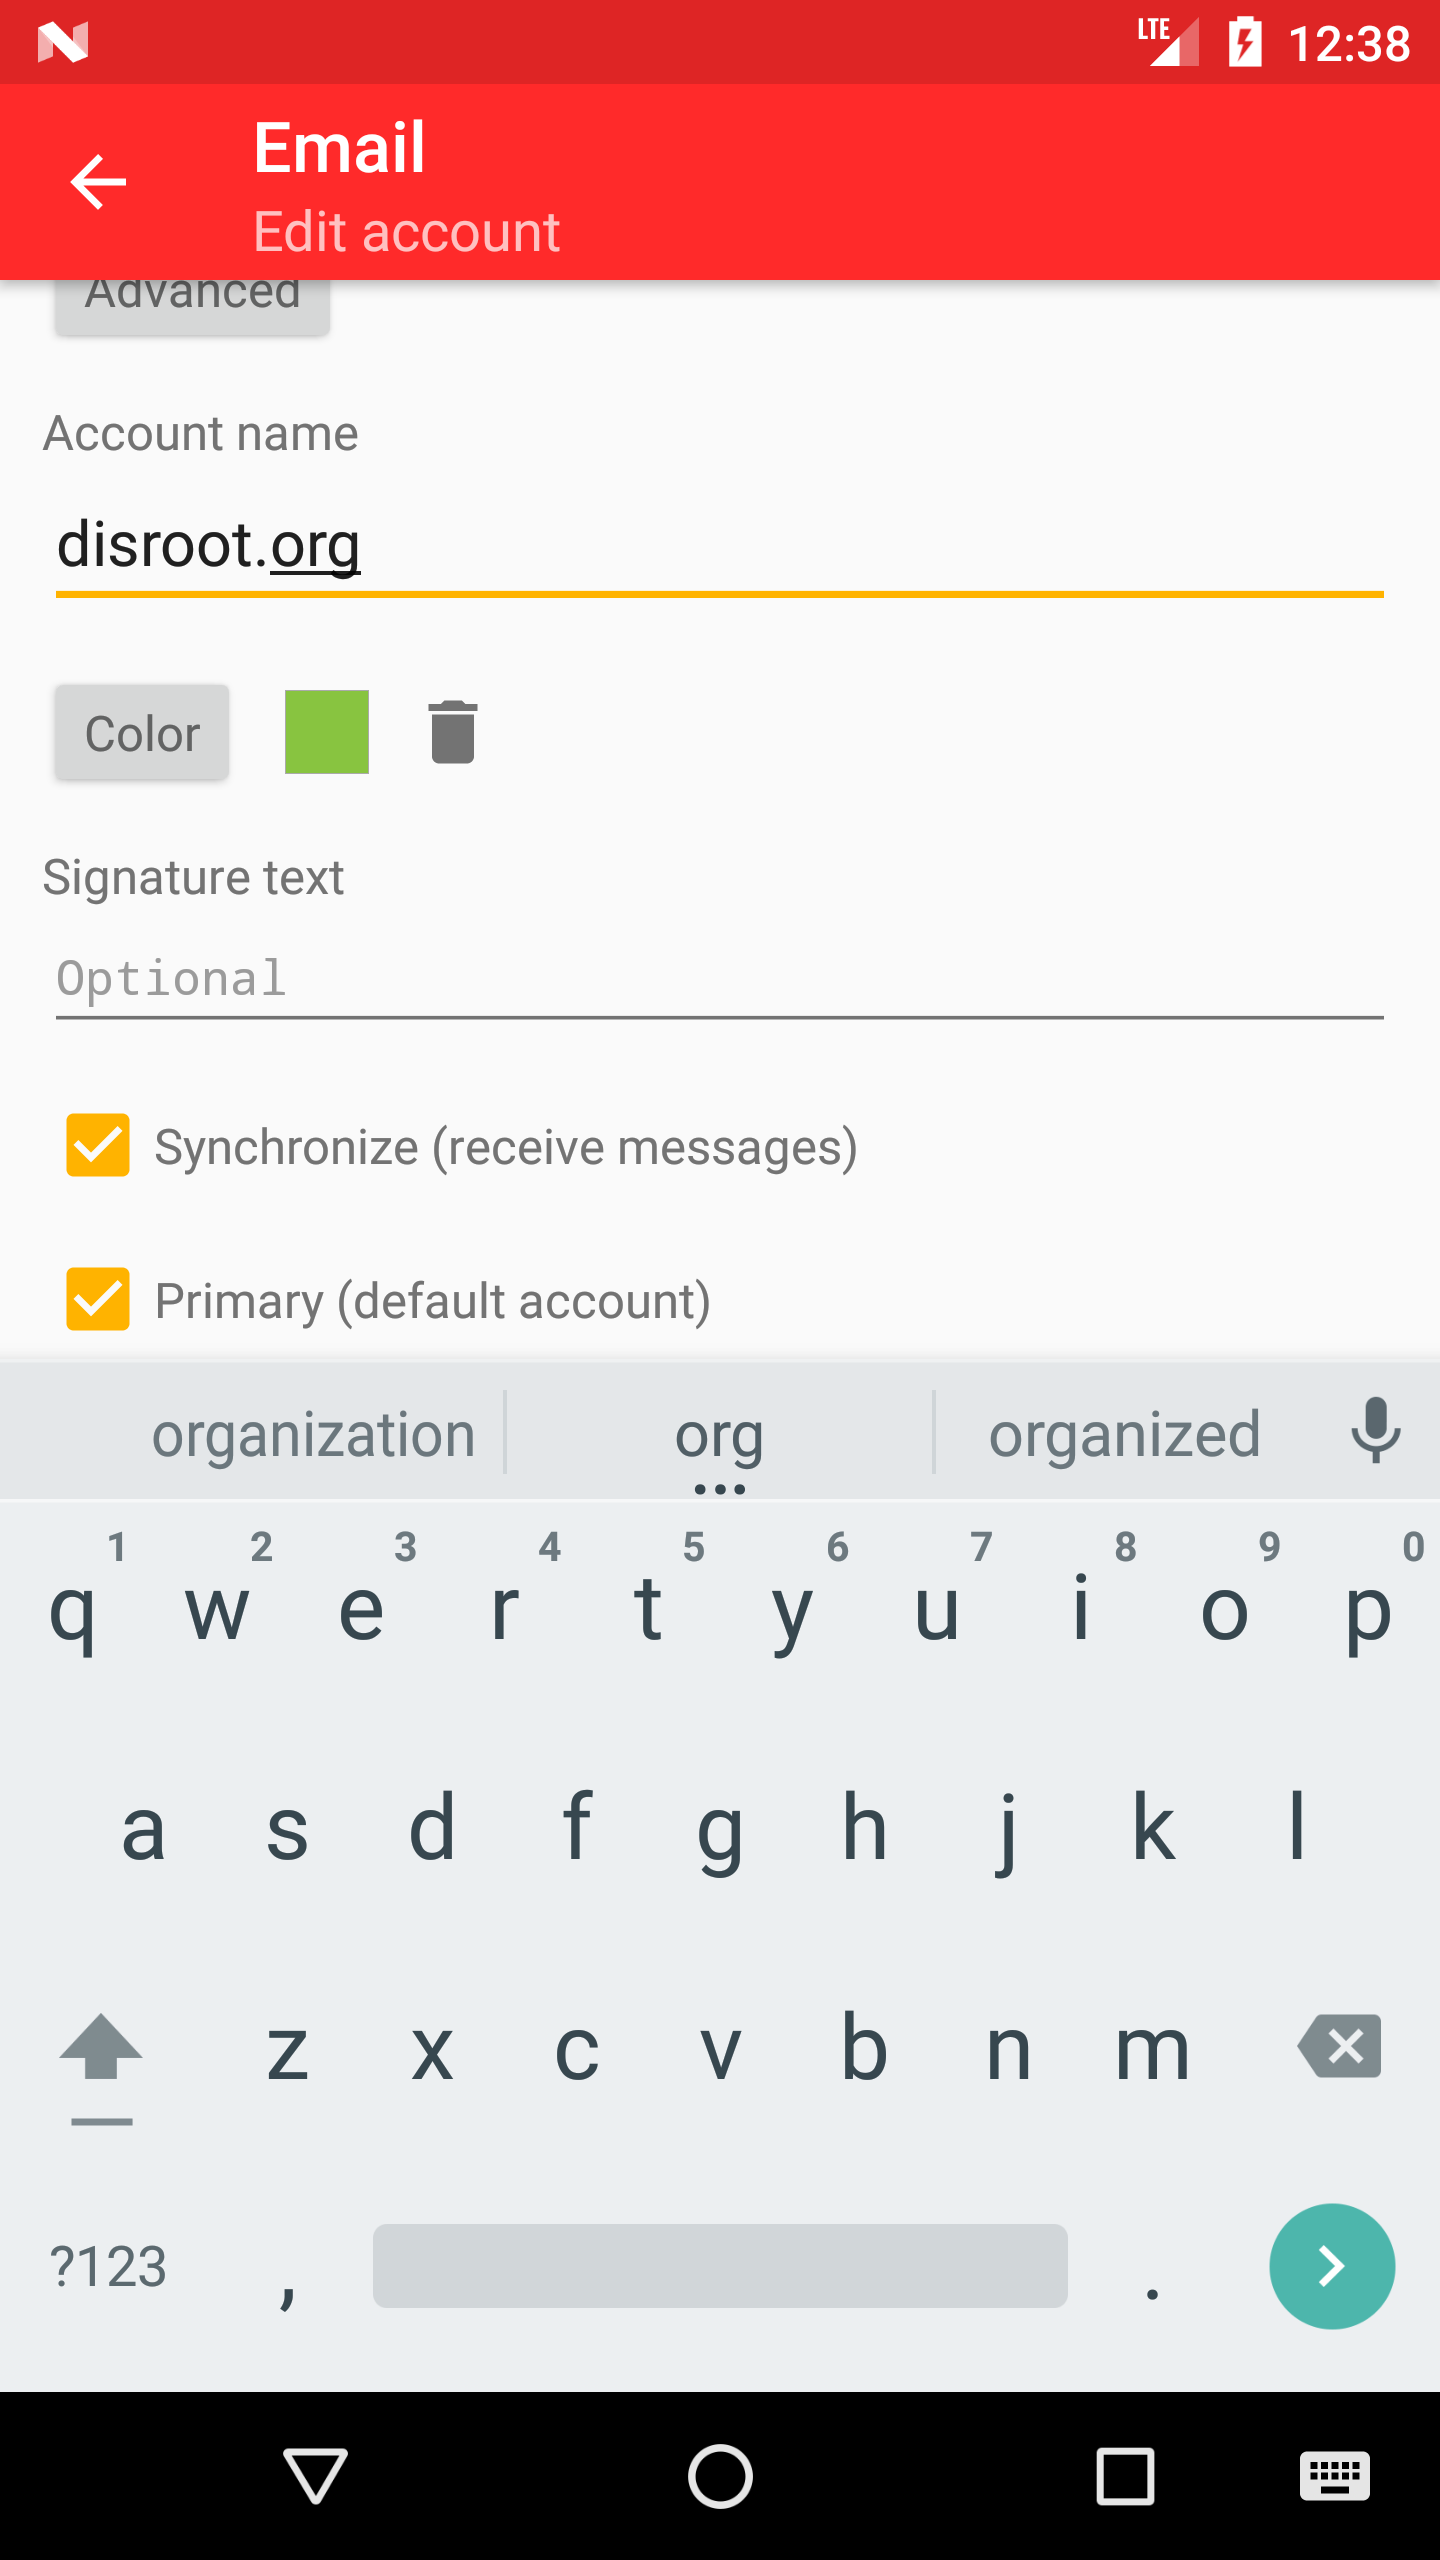 LTE 12:38
Email
Edit account
Advanced
Account name
disroot.org
Color
Signature text
Optional
Synchronize (receive messages)
Primary (default account)
organization org organized
1 2 3 4 5 6 7 8 9 0
q w e r t y u i o p
a s d f g h j k l
z x c v b n m
?123 , .